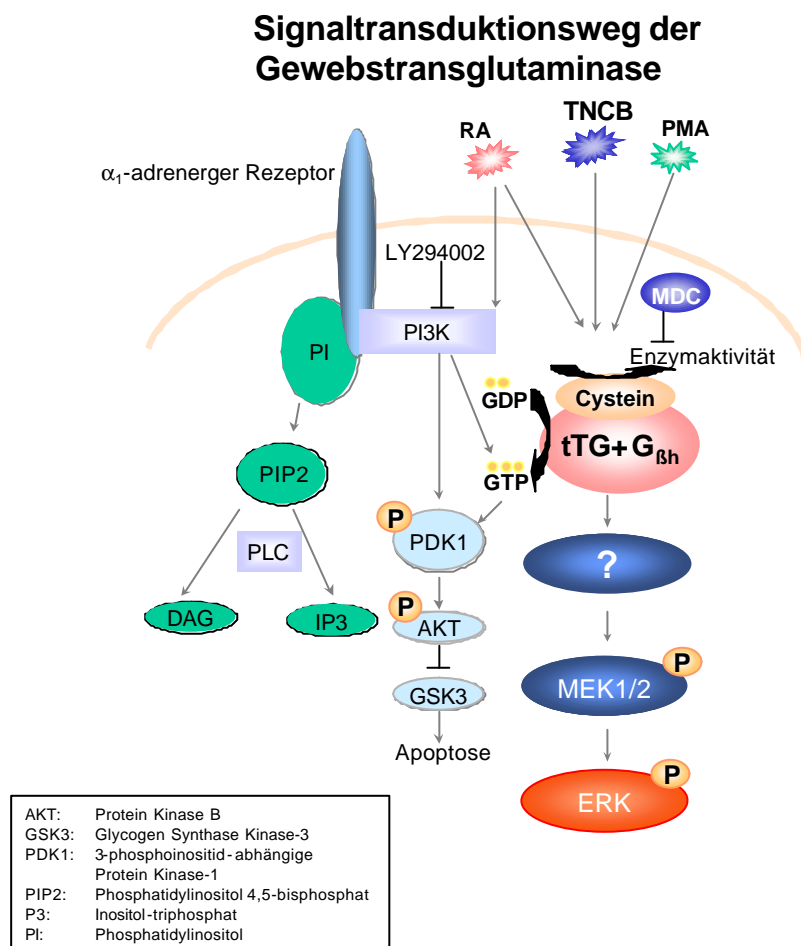 Signaltransduktionsweg der
Gewebstransglutaminase
TNCB
RA
PMA
α1-adrenerger Rezeptor
LY294002
MDC
PI3K
PI
Enzymaktivität
GDP
Cystein
tTG+ Gßh
GTP
PIP2
P
PDK1
PLC
?
P
DAG
IP3
AKT
P
GSK3
MEK1/2
Apoptose
P
ERK
AKT: Protein Kinase B
GSK3: Glycogen Synthase Kinase-3
PDK1: 3-phosphoinositid-abhängige
Protein Kinase-1
PIP2: Phosphatidylinositol 4,5-bisphosphat
P3: Inositol-triphosphat
PI: Phosphatidylinositol